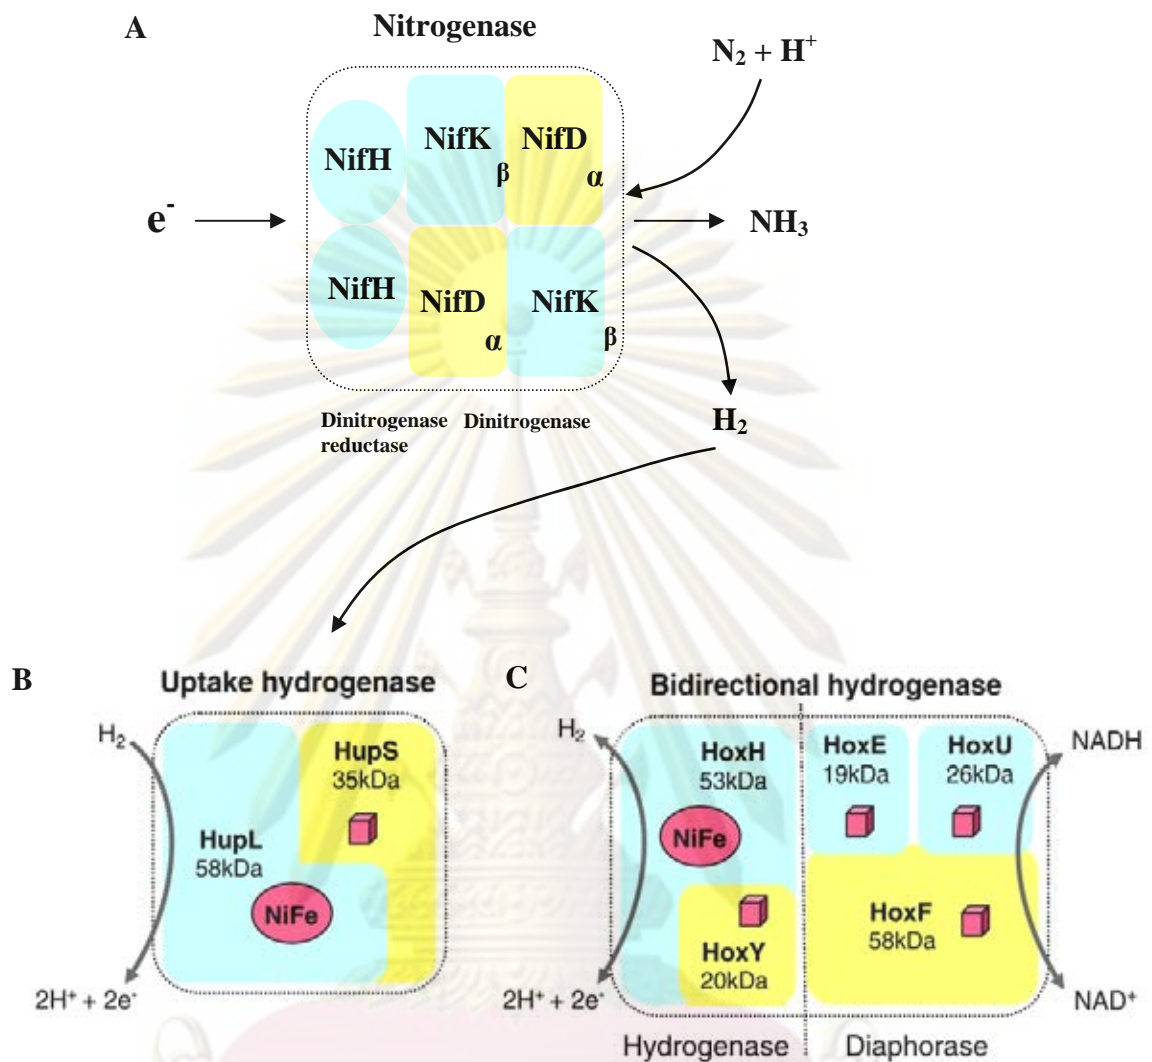 A
Nitrogenase
N₂ + H⁺
NifH
NifK
β
NifD
α
e⁻
NH₃
NifH
NifD
α
NifK
β
Dinitrogenase
reductase
Dinitrogenase
H₂
B
Uptake hydrogenase
H₂
HupS
35kDa
HupL
58kDa
NiFe
2H⁺ + 2e⁻
C
Bidirectional hydrogenase
H₂
HoxH
53kDa
NiFe
HoxY
20kDa
HoxE
19kDa
HoxU
26kDa
HoxF
58kDa
NADH
NAD⁺
2H⁺ + 2e⁻
Hydrogenase
Diaphorase